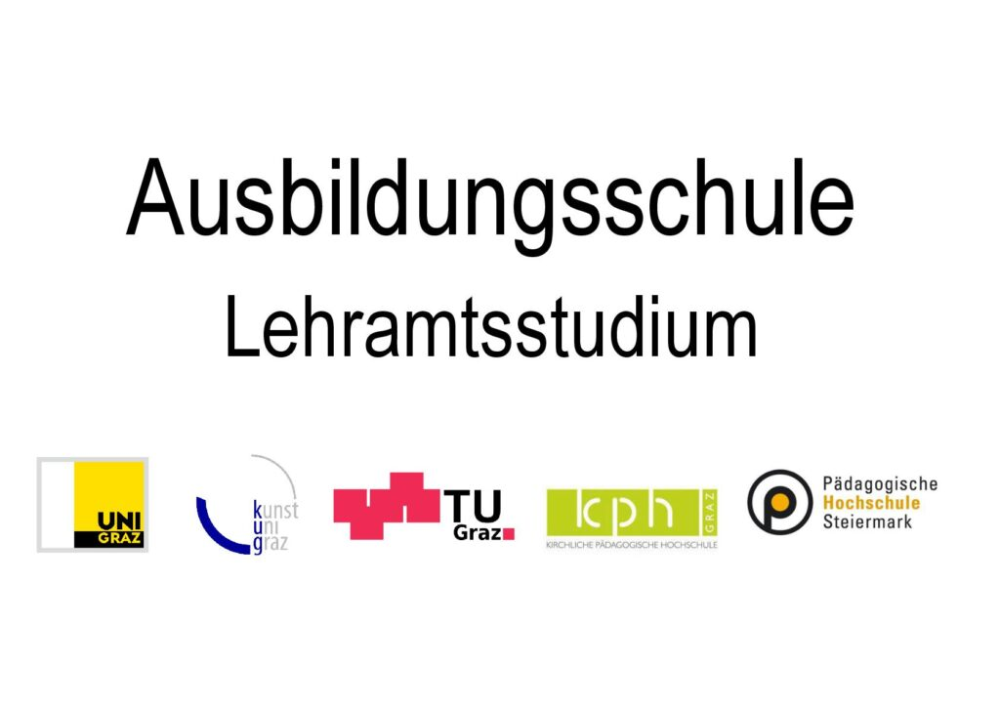 Ausbildungsschule
Lehramtsstudium
UNI
GRAZ
kunst
uni
graz
TU
Graz
kph
GRAZ
KIRCHLICHE PÄDAGOGISCHE HOCHSCHULE
Pädagogische
Hochschule
Steiermark